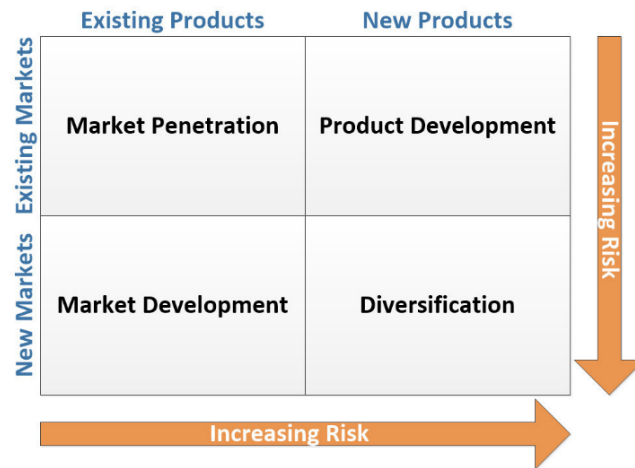 Existing Products New Products
Existing Markets
Market Penetration Product Development
Increasing Risk
New Markets
Market Development Diversification
Increasing Risk